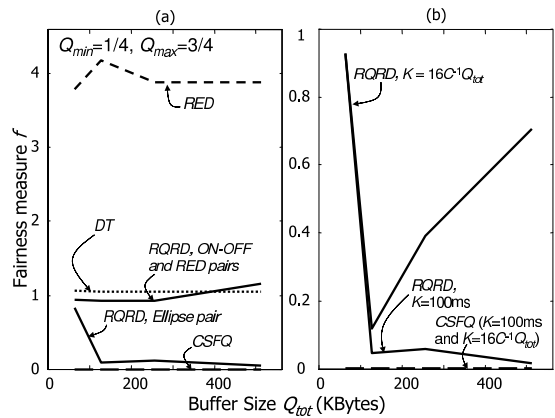 (a)
(b)
Q_min=1/4, Q_max=3/4
4
3
2
1
0
Fairness measure f
RED
DT
RQRD, ON-OFF
and RED pairs
RQRD, Ellipse pair
CSFQ
0
200
400
1
0.8
0.6
0.4
0.2
0
RQRD, K = 16C^-1Q_tot
RQRD,
K=100ms
CSFQ (K=100ms
and K=16C^-1Q_tot)
0
200
400
Buffer Size Q_tot (KBytes)